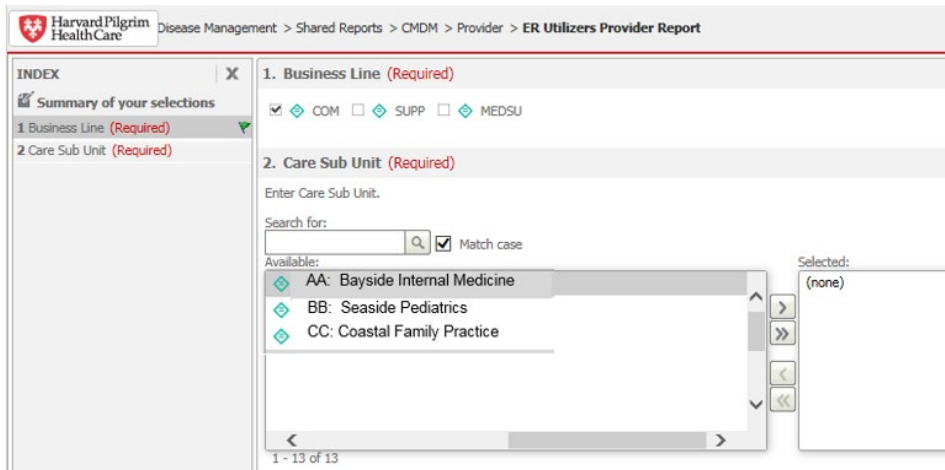 Harvard Pilgrim
HealthCare
Disease Management > Shared Reports > CMDM > Provider > ER Utilizers Provider Report
INDEX X
Summary of your selections
1 Business Line (Required)
2 Care Sub Unit (Required)
1. Business Line (Required)
COM SUPP MEDSU
2. Care Sub Unit (Required)
Enter Care Sub Unit.
Search for:
Match case
Available:
AA: Bayside Internal Medicine
BB: Seaside Pediatrics
CC: Coastal Family Practice
1 - 13 of 13
Selected:
(none)